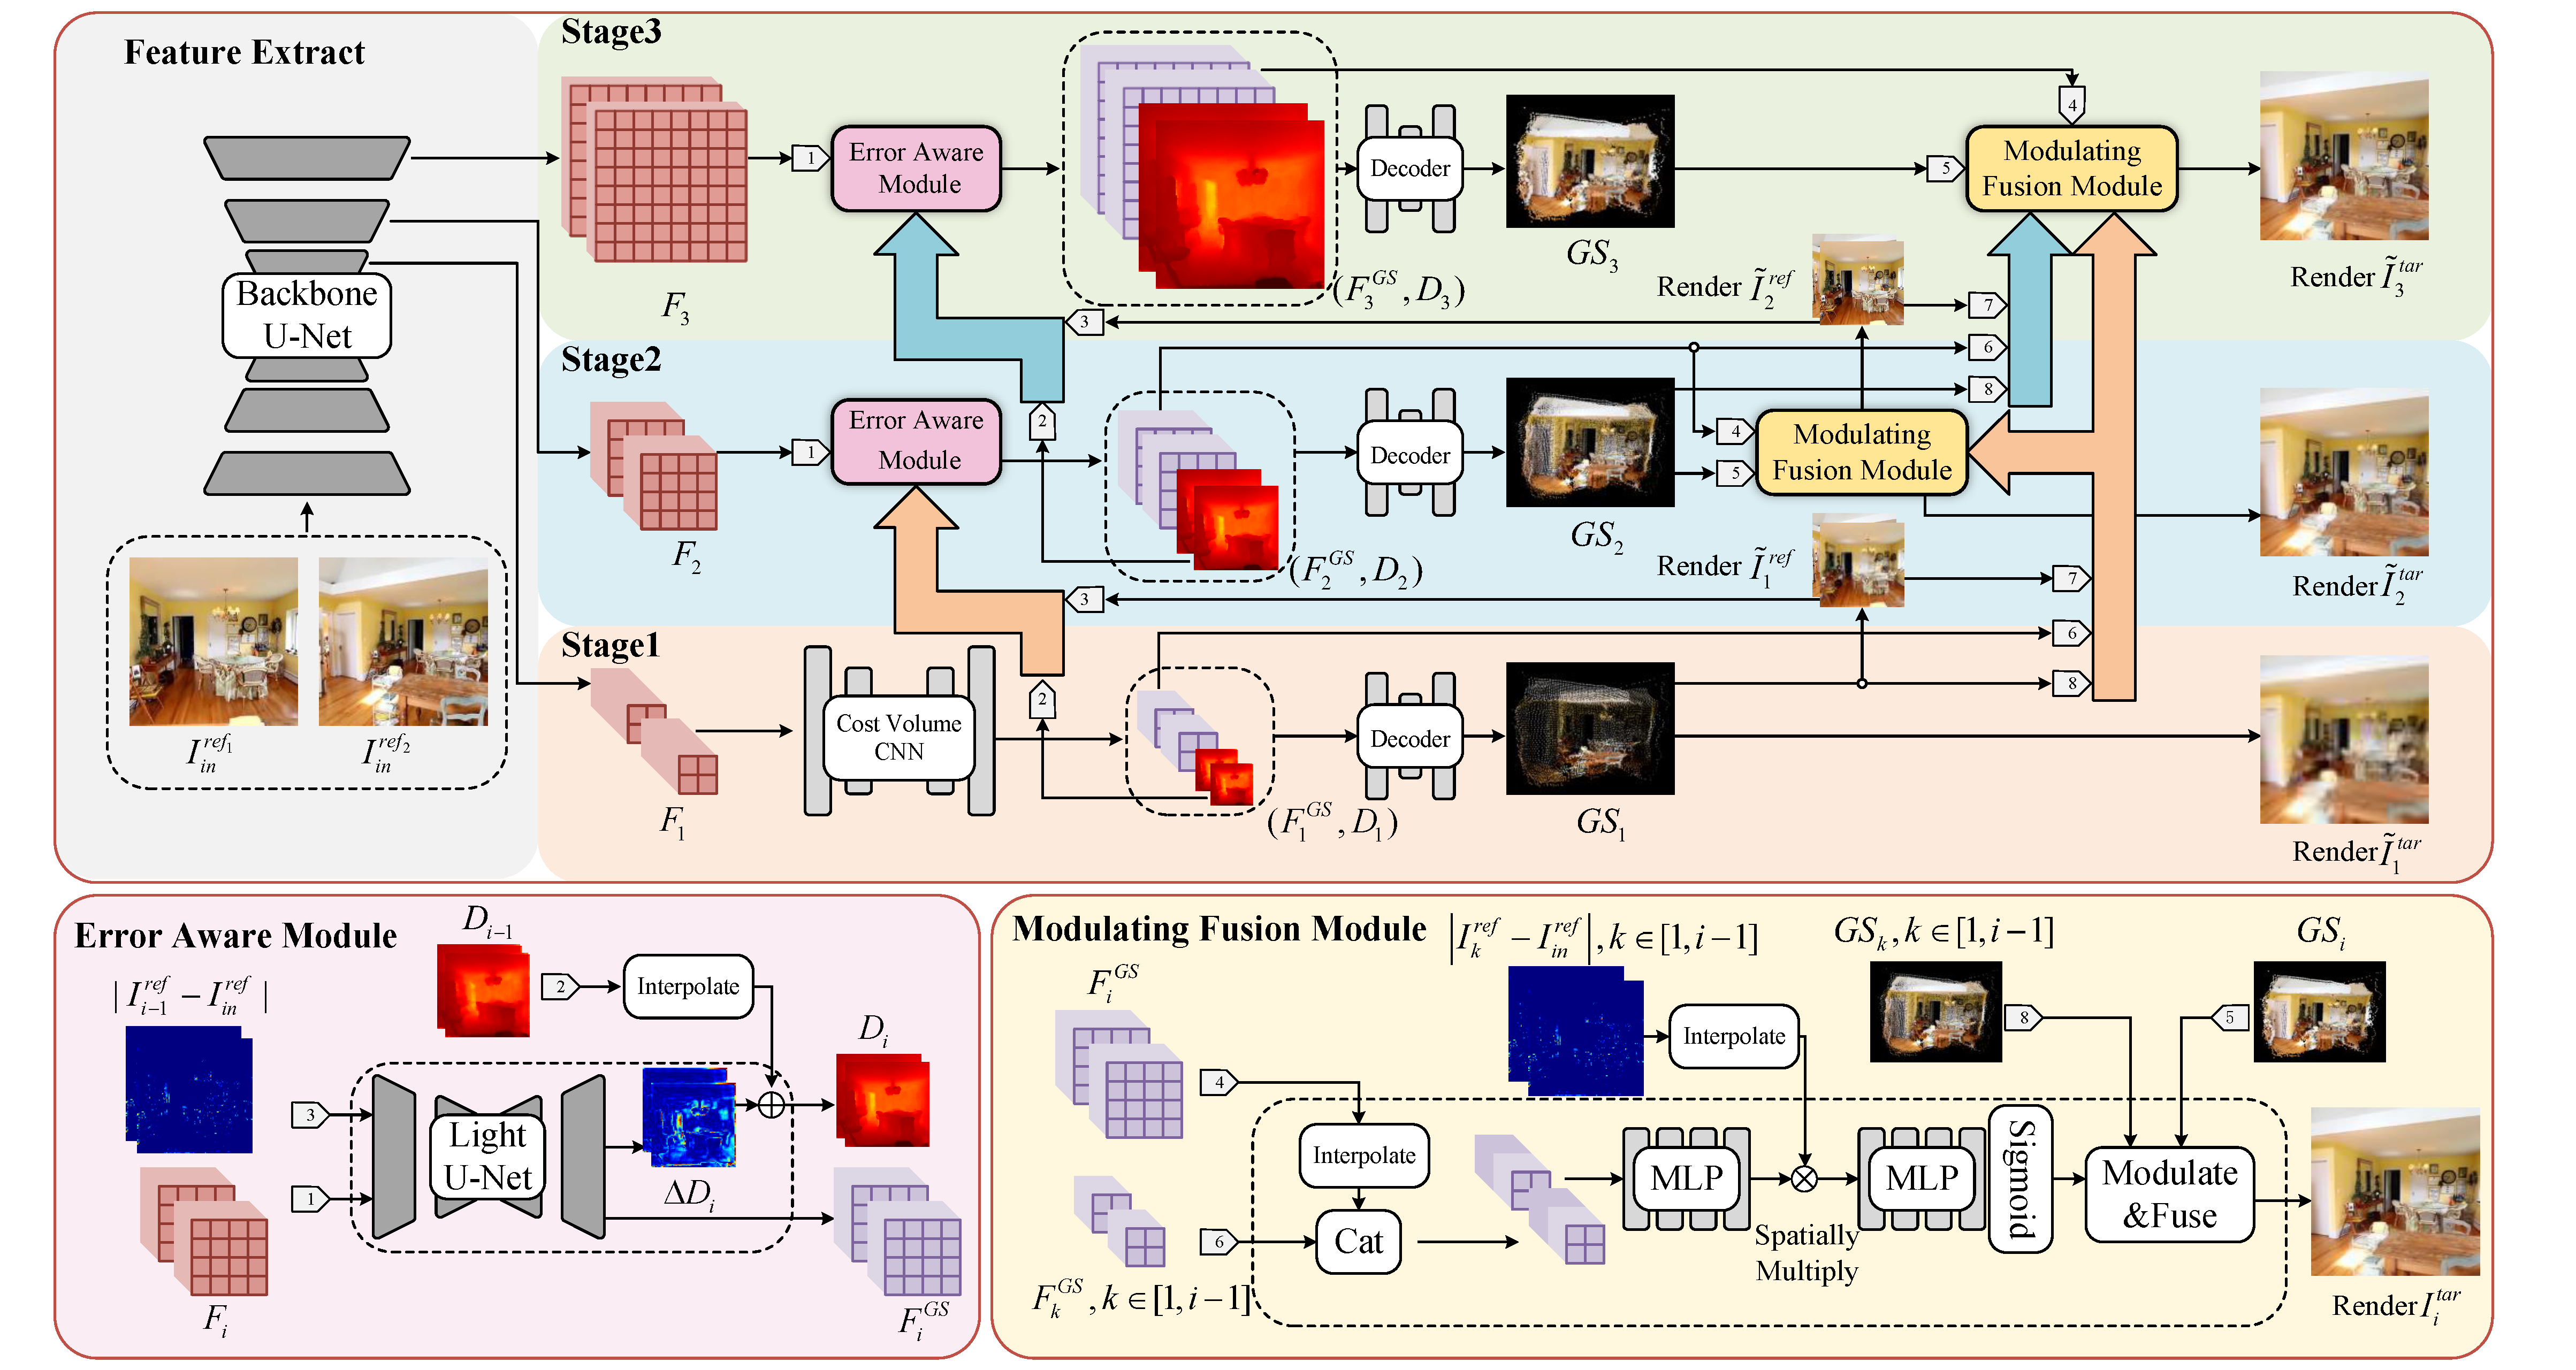 Feature Extract
Backbone
U-Net
I_{in}^{ref_1}
I_{in}^{ref_2}
Stage3
F_3
1
Error Aware
Module
(F_3^{GS}, D_3)
Decoder
GS_3
4
5
Modulating
Fusion Module
Render \tilde{I}_3^{tar}
Render \tilde{I}_2^{ref}
7
3
Stage2
6
8
F_2
1
Error Aware
Module
2
(F_2^{GS}, D_2)
Decoder
GS_2
4
5
Modulating
Fusion Module
Render \tilde{I}_2^{tar}
Render \tilde{I}_1^{ref}
7
3
Stage1
6
8
F_1
Cost Volume
CNN
2
(F_1^{GS}, D_1)
Decoder
GS_1
Render \tilde{I}_1^{tar}
Error Aware Module
D_{i-1}
2
Interpolate
| I_{i-1}^{ref} - I_{in}^{ref} |
3
1
Light
U-Net
ΔD_i
D_i
F_i
F_i^{GS}
Modulating Fusion Module
|I_k^{ref} - I_{in}^{ref}|, k ∈ [1, i-1]
GS_k, k ∈ [1, i-1]
GS_i
F_i^{GS}
4
Interpolate
8
5
Interpolate
6
Cat
F_k^{GS}, k ∈ [1, i-1]
MLP
Spatially
Multiply
MLP
Sigmoid
Modulate
&Fuse
Render I_i^{tar}